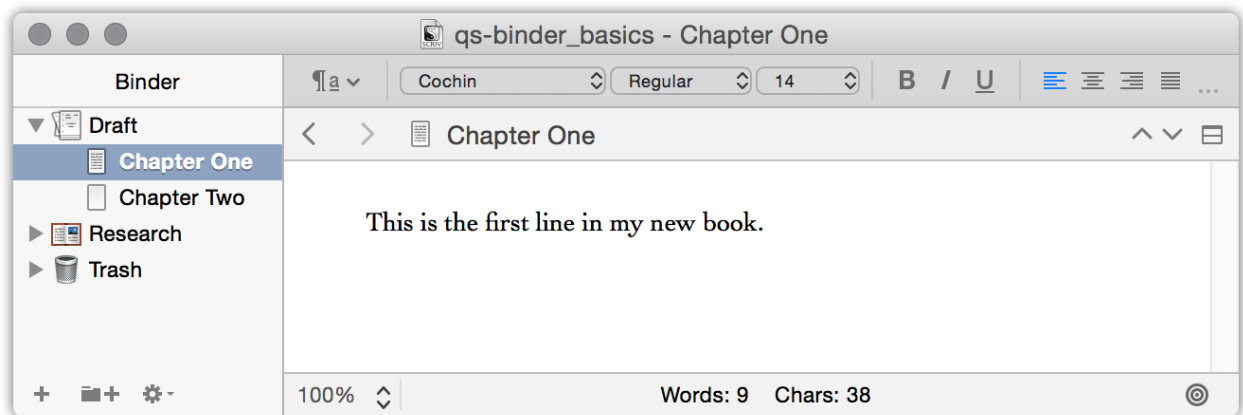 qs-binder_basics - Chapter One
Binder
¶a Cochin Regular 14 B I U ...
Draft
Chapter One
Chapter Two
Research
Trash
Chapter One
This is the first line in my new book.
100% Words: 9 Chars: 38